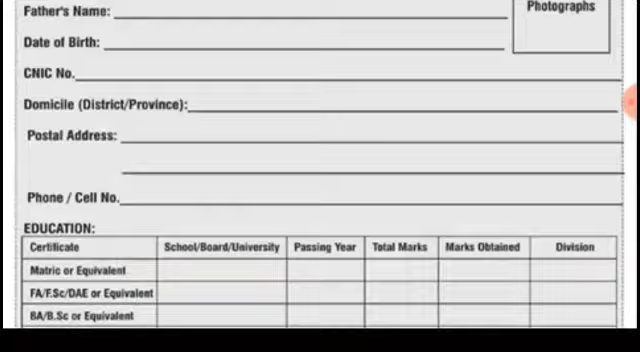 Father's Name:
Photographs
Date of Birth:
CNIC No.
Domicile (District/Province):
Postal Address:
Phone / Cell No.
EDUCATION:
Certificate School/Board/University Passing Year Total Marks Marks Obtained Division
Matric or Equivalent
FA/F.Sc/DAE or Equivalent
BA/B.Sc or Equivalent